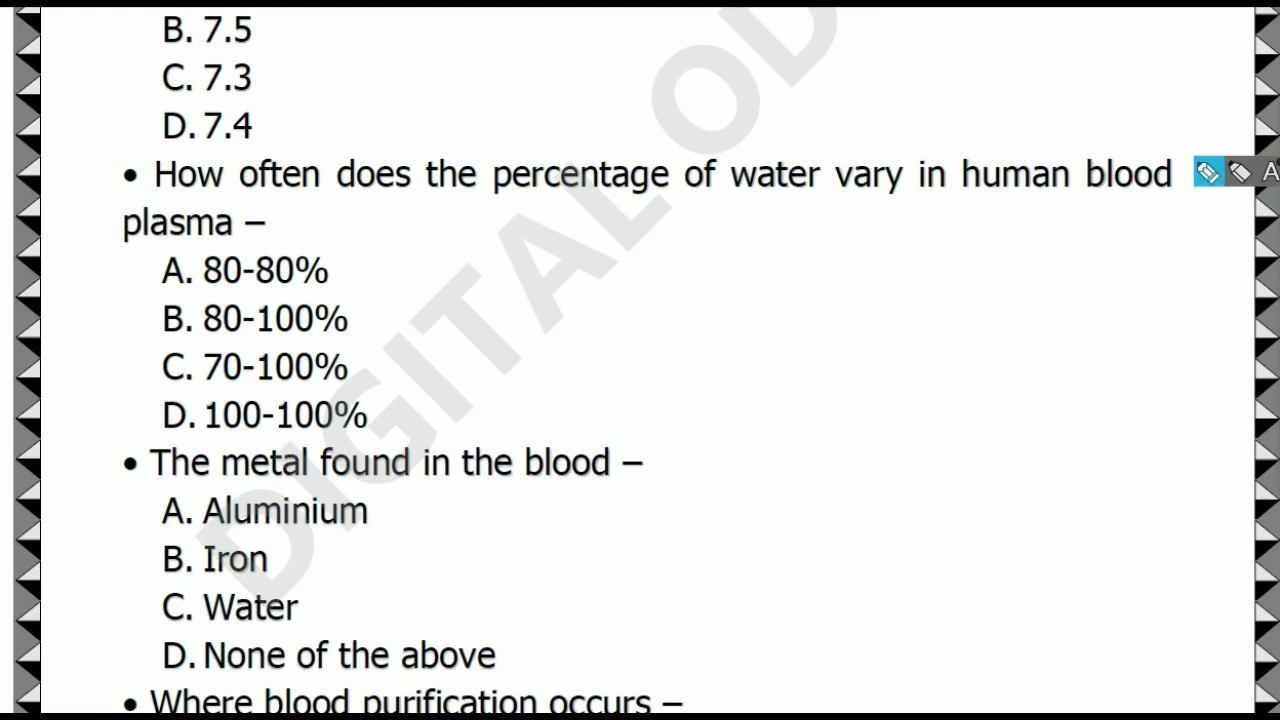 B. 7.5
C. 7.3
D. 7.4
• How often does the percentage of water vary in human blood
plasma –
A. 80-80%
B. 80-100%
C. 70-100%
D. 100-100%
• The metal found in the blood –
A. Aluminium
B. Iron
C. Water
D. None of the above
• Where blood purification occurs –
DIGITAL OD
A